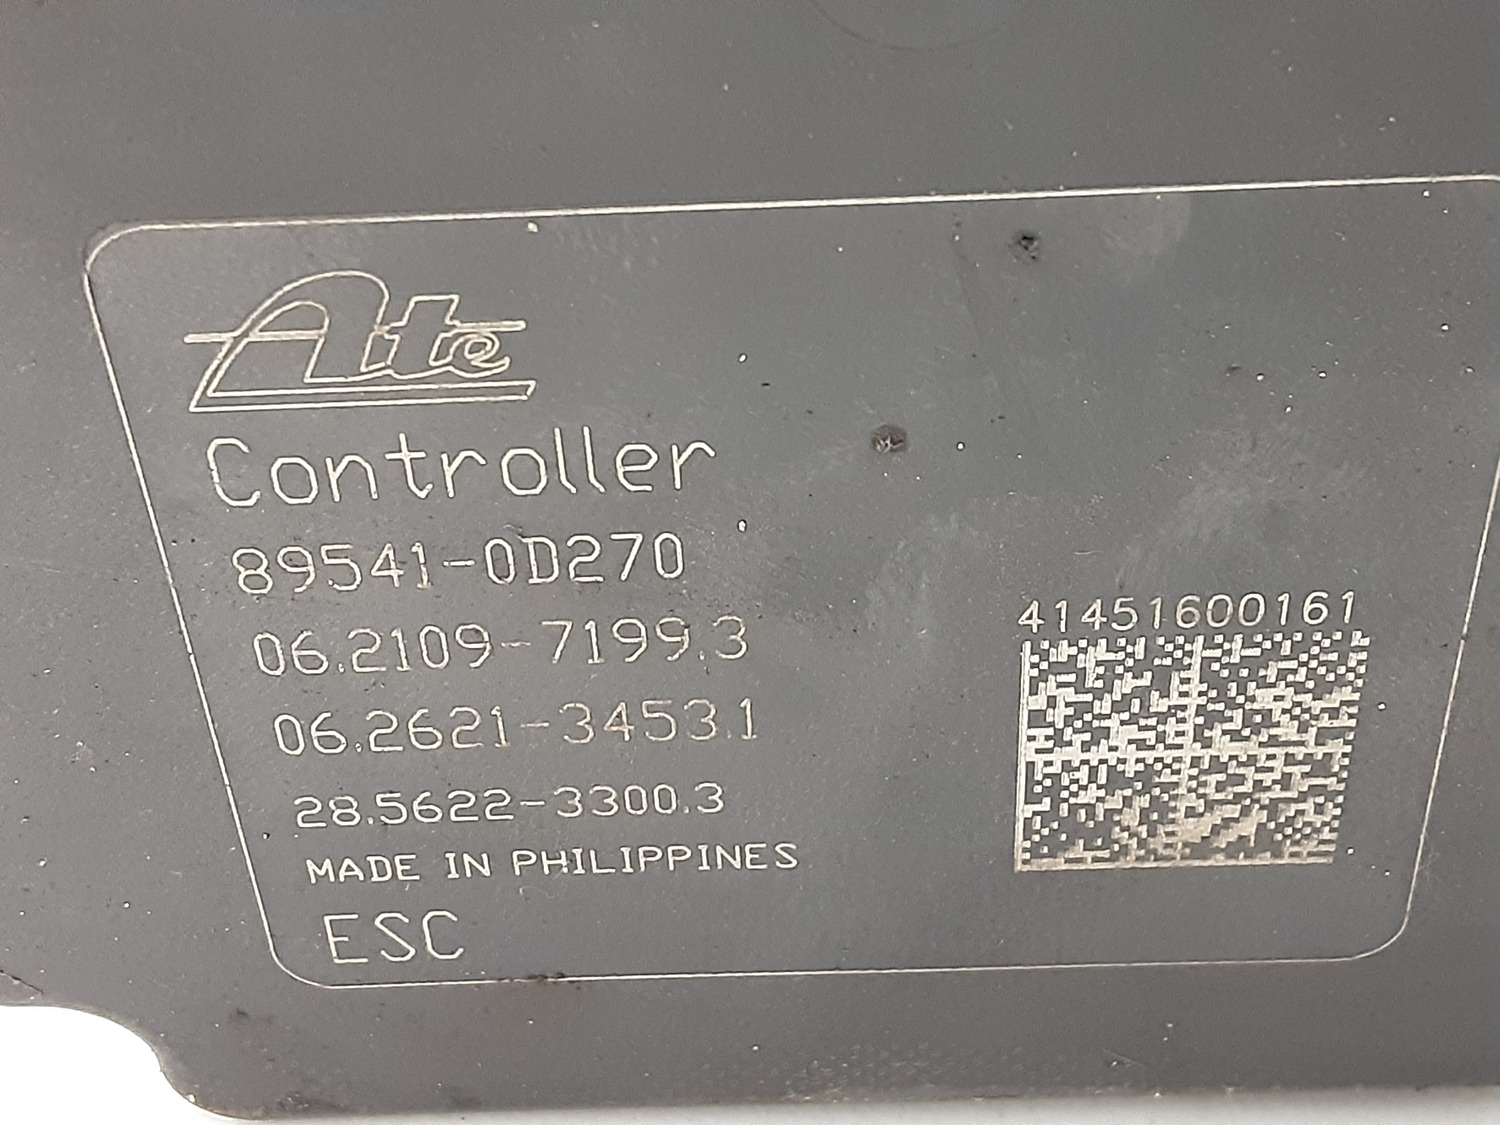 Ate
Controller
89541-0D270
06.2109-7199.3
06.2621-3453.1
28.5622-3300.3
MADE IN PHILIPPINES
ESC
41451600161